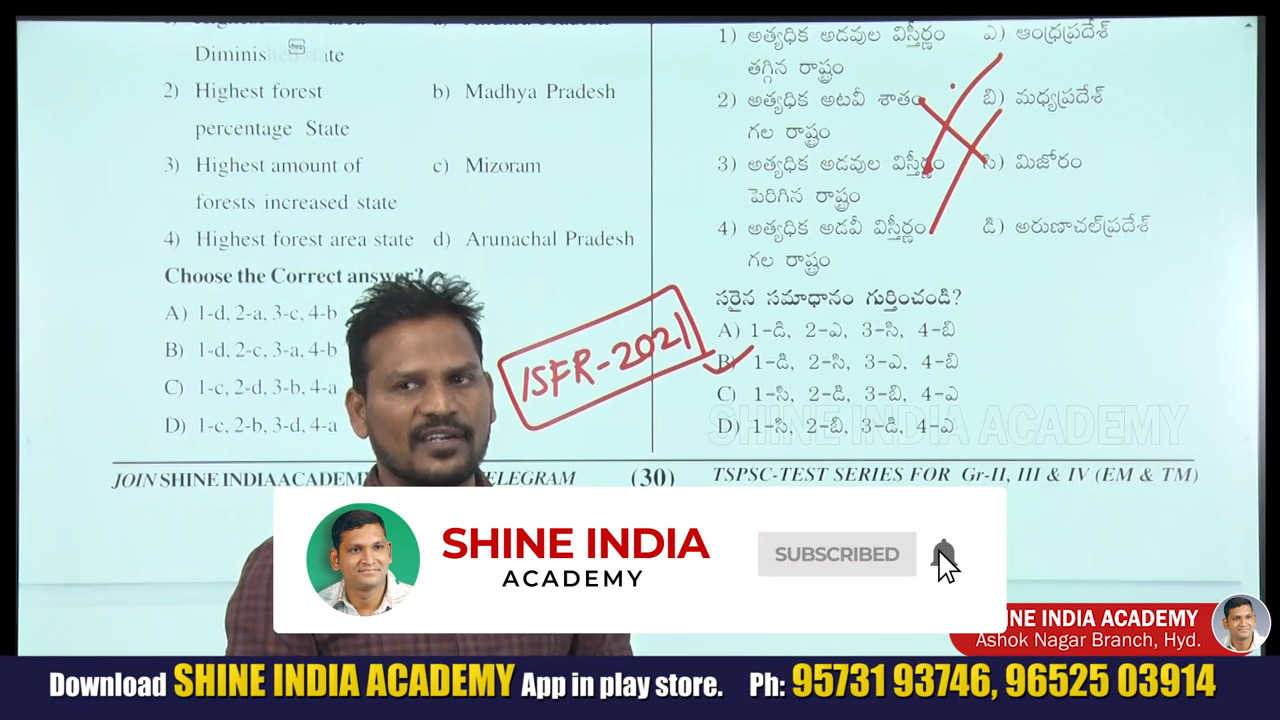 Diminished state
2) Highest forest
percentage State
b) Madhya Pradesh
3) Highest amount of
forests increased state
c) Mizoram
4) Highest forest area state
d) Arunachal Pradesh
Choose the Correct answer?
A) 1-d, 2-a, 3-c, 4-b
B) 1-d, 2-c, 3-a, 4-b
C) 1-c, 2-d, 3-b, 4-a
D) 1-c, 2-b, 3-d, 4-a
1) అత్యధిక అడవుల విస్తీర్ణం
తగ్గిన రాష్ట్రం
ఎ) ఆంధ్రప్రదేశ్
2) అత్యధిక అటవీ శాతం
గల రాష్ట్రం
బి) మధ్యప్రదేశ్
3) అత్యధిక అడవుల విస్తీర్ణం
పెరిగిన రాష్ట్రం
సి) మిజోరం
4) అత్యధిక అడవీ విస్తీర్ణం
గల రాష్ట్రం
డి) అరుణాచల్‌ప్రదేశ్
సరైన సమాధానం గుర్తించండి?
A) 1-డి, 2-ఎ, 3-సి, 4-బి
B) 1-డి, 2-సి, 3-ఎ, 4-బి
C) 1-సి, 2-డి, 3-బి, 4-ఎ
D) 1-సి, 2-బి, 3-డి, 4-ఎ
ISFR-2021
SHINE INDIA ACADEMY
JOIN SHINE INDIA ACADEMY TELEGRAM (30) TSPSC-TEST SERIES FOR Gr-II, III & IV (EM & TM)
SHINE INDIA
ACADEMY
SUBSCRIBED
SHINE INDIA ACADEMY
Ashok Nagar Branch, Hyd.
Download SHINE INDIA ACADEMY App in play store. Ph: 95731 93746, 96525 03914